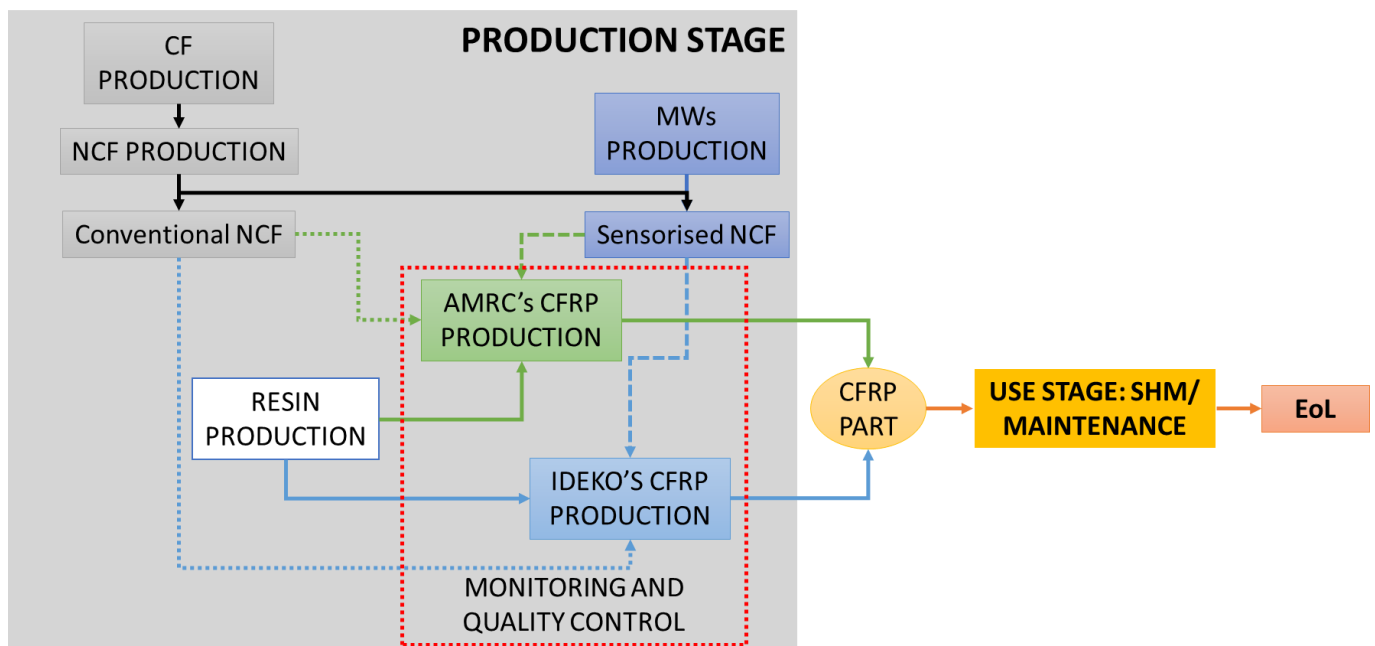 PRODUCTION STAGE
CF
PRODUCTION
NCF PRODUCTION
MWs
PRODUCTION
Conventional NCF
Sensorised NCF
AMRC's CFRP
PRODUCTION
RESIN
PRODUCTION
IDEKO'S CFRP
PRODUCTION
MONITORING AND
QUALITY CONTROL
CFRP
PART
USE STAGE: SHM/
MAINTENANCE
EoL